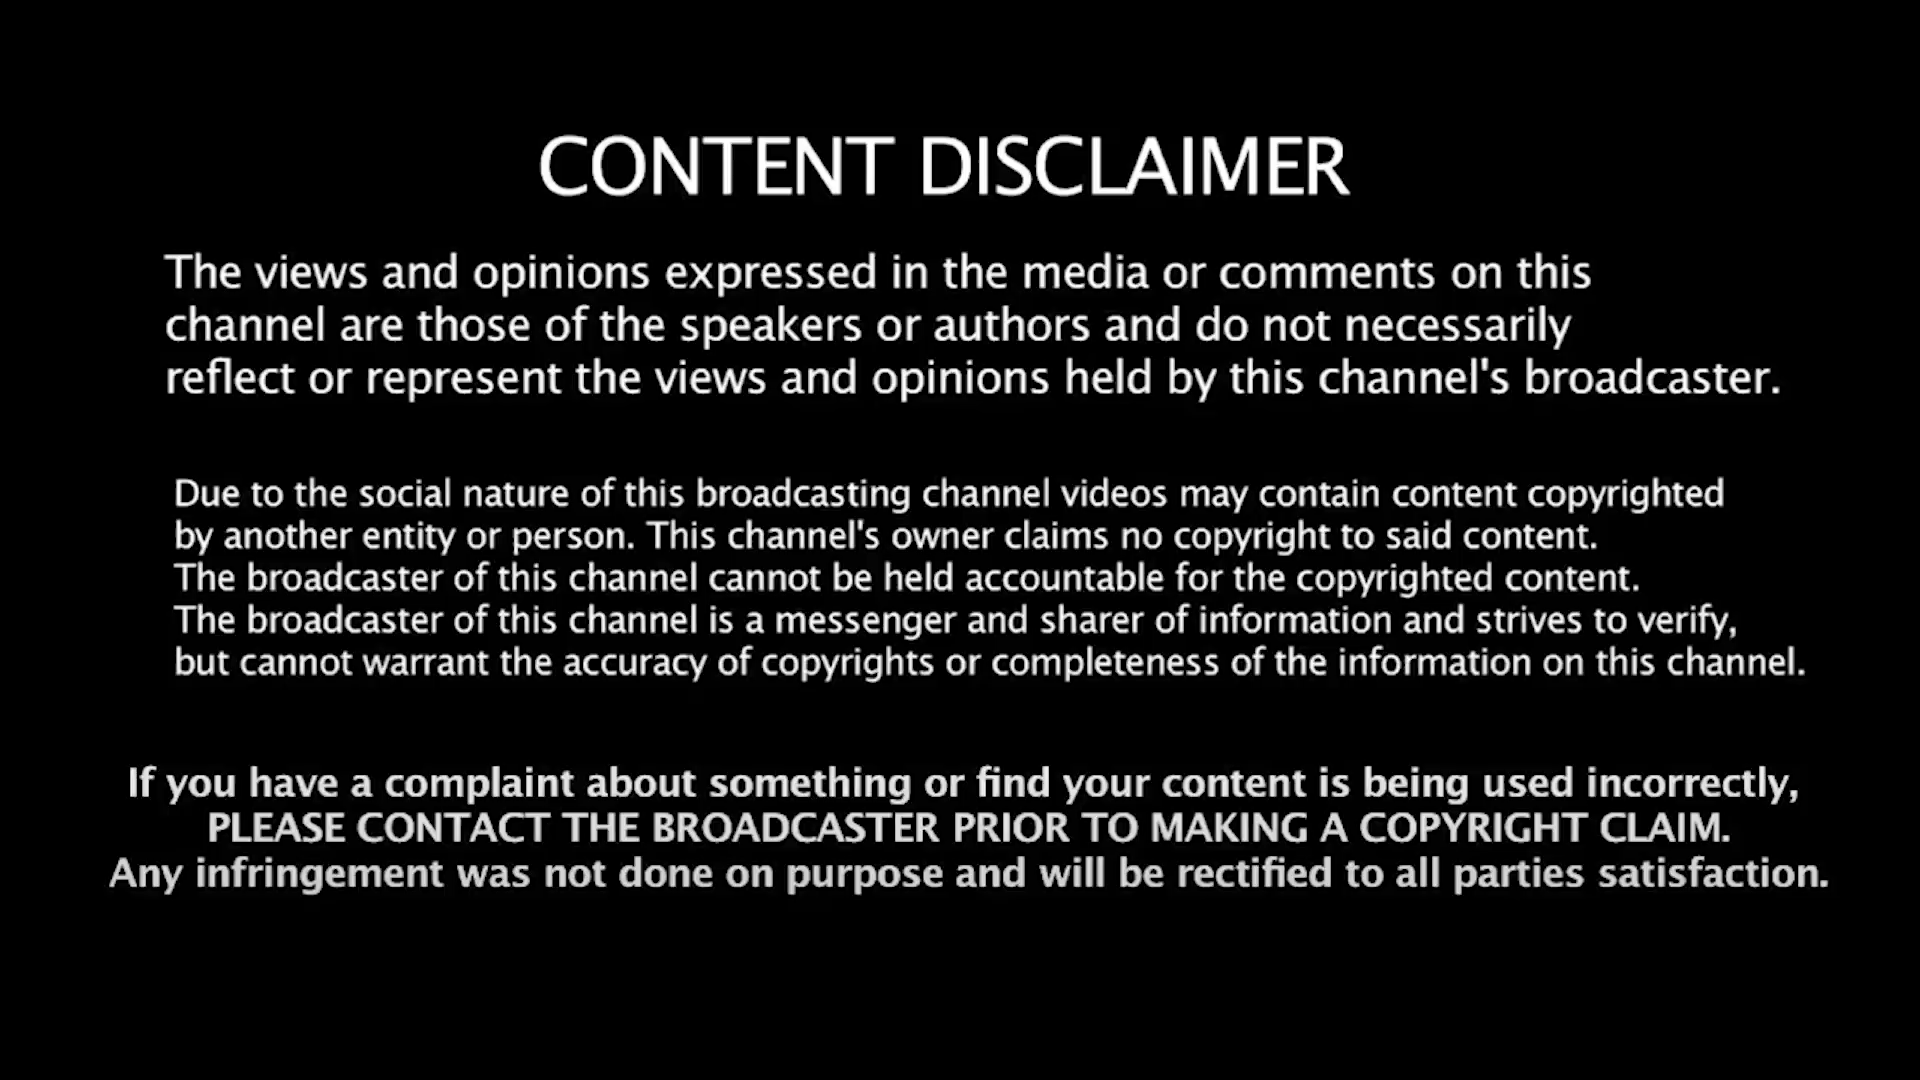 CONTENT DISCLAIMER
The views and opinions expressed in the media or comments on this
channel are those of the speakers or authors and do not necessarily
reflect or represent the views and opinions held by this channel's broadcaster.
Due to the social nature of this broadcasting channel videos may contain content copyrighted
by another entity or person. This channel's owner claims no copyright to said content.
The broadcaster of this channel cannot be held accountable for the copyrighted content.
The broadcaster of this channel is a messenger and sharer of information and strives to verify,
but cannot warrant the accuracy of copyrights or completeness of the information on this channel.
If you have a complaint about something or find your content is being used incorrectly,
PLEASE CONTACT THE BROADCASTER PRIOR TO MAKING A COPYRIGHT CLAIM.
Any infringement was not done on purpose and will be rectified to all parties satisfaction.